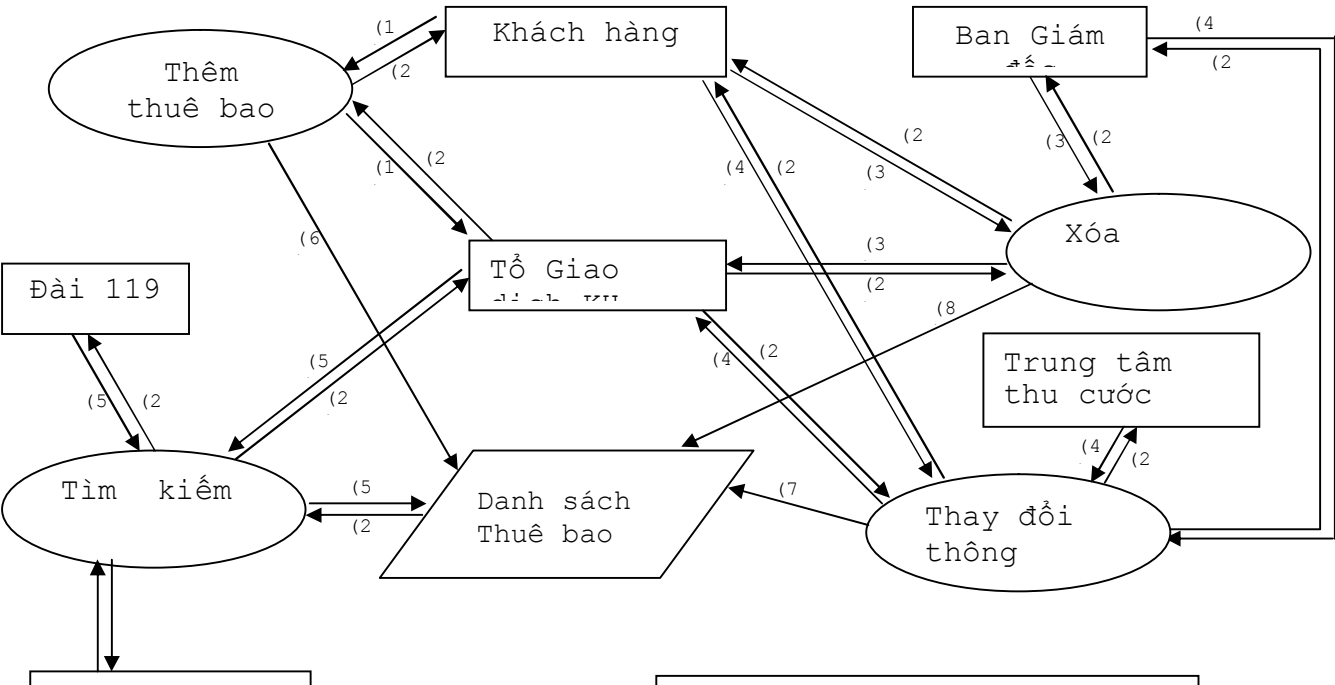 (1
Khách hàng
Ban Giám
(4
(2
Thêm
thuê bao
(2
(2
(3
(2
(2
(1
(4
(2
(3
(6
Xóa
(3
Tổ Giao
(2
Đài 119
(8
(5
(4
(2
Trung tâm
thu cước
(5
(2
(2
(4
(2
Tìm kiếm
(5
(2
(7
Danh sách
Thuê bao
Thay đổi
thông